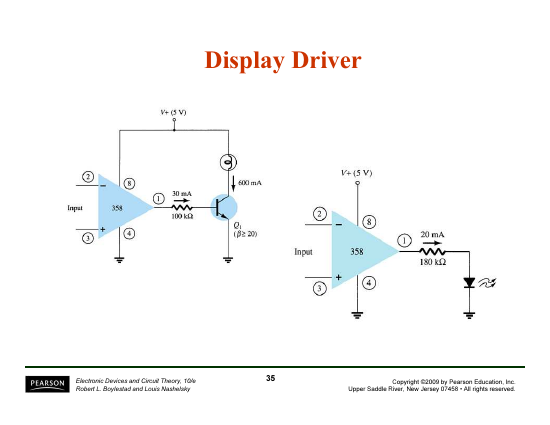 Display Driver
V+ (5 V)
2
8
1
30 mA
600 mA
Input
358
100 kΩ
Q1
(β ≥ 20)
3
4
V+ (5 V)
2
8
1
20 mA
Input
358
180 kΩ
3
4
PEARSON
Electronic Devices and Circuit Theory, 10/e
Robert L. Boylestad and Louis Nashelsky
35
Copyright ©2009 by Pearson Education, Inc.
Upper Saddle River, New Jersey 07458 • All rights reserved.